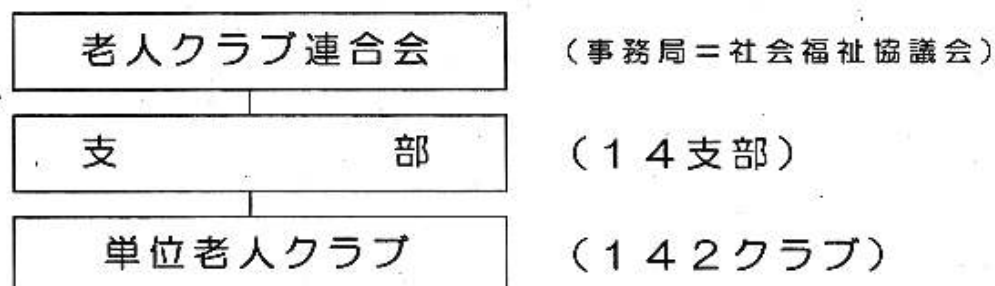 老人クラブ連合会 （事務局＝社会福祉協議会）
支 部 （１４支部）
単位老人クラブ （１４２クラブ）